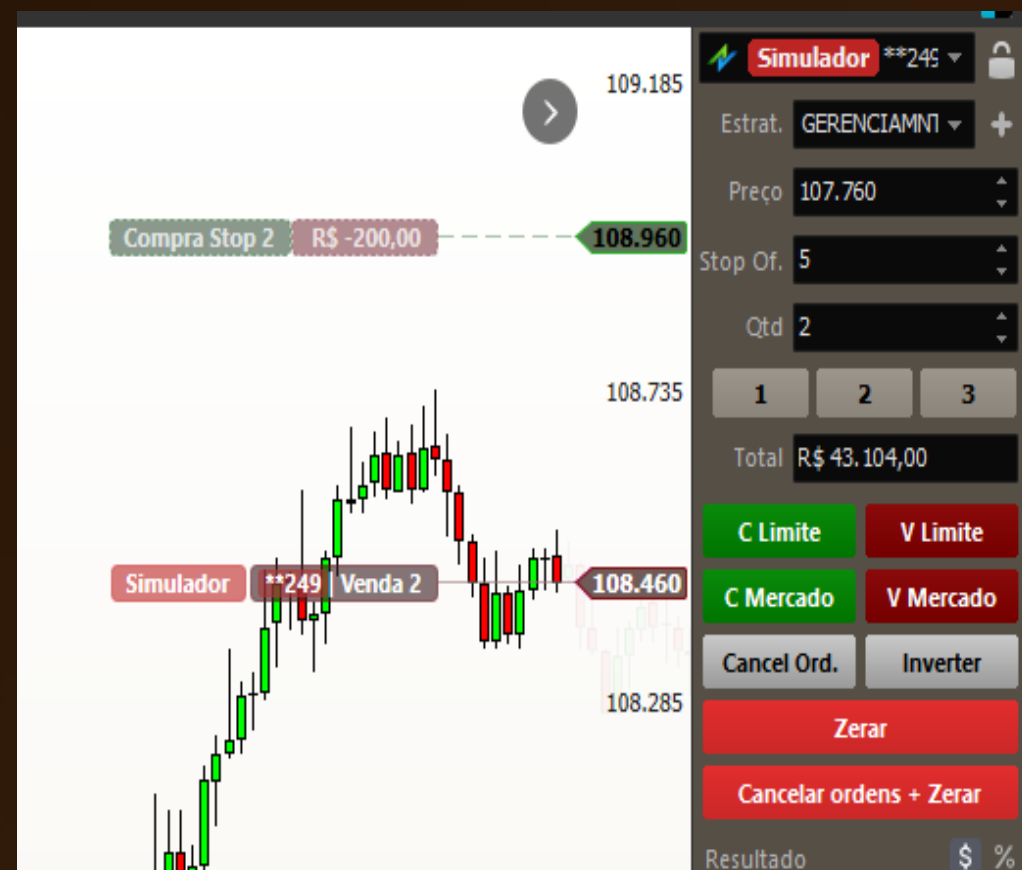 109.185
Compra Stop 2 R$ -200,00 108.960
108.735
Simulador **249 | Venda 2 108.460
108.285
Simulador **249
Estrat. GERENCIAMNT
Preço 107.760
Stop Of. 5
Qtd 2
1 2 3
Total R$ 43.104,00
C Limite V Limite
C Mercado V Mercado
Cancel Ord. Inverter
Zerar
Cancelar ordens + Zerar
Resultado $ %